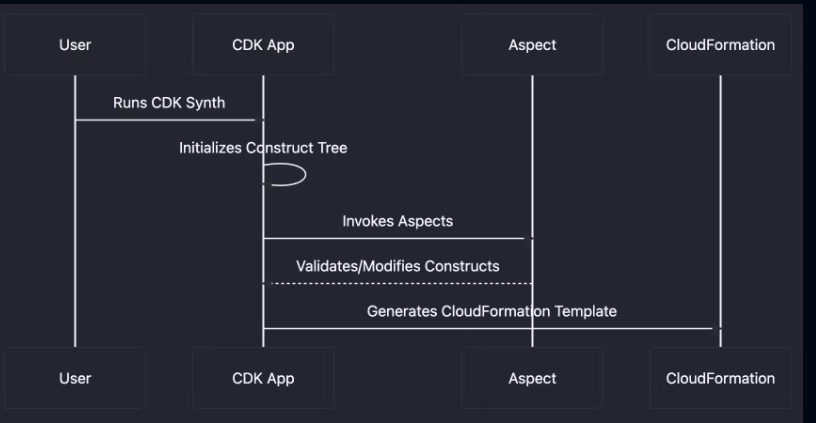 User
CDK App
Aspect
CloudFormation
Runs CDK Synth
Initializes Construct Tree
Invokes Aspects
Validates/Modifies Constructs
Generates CloudFormation Template
User
CDK App
Aspect
CloudFormation